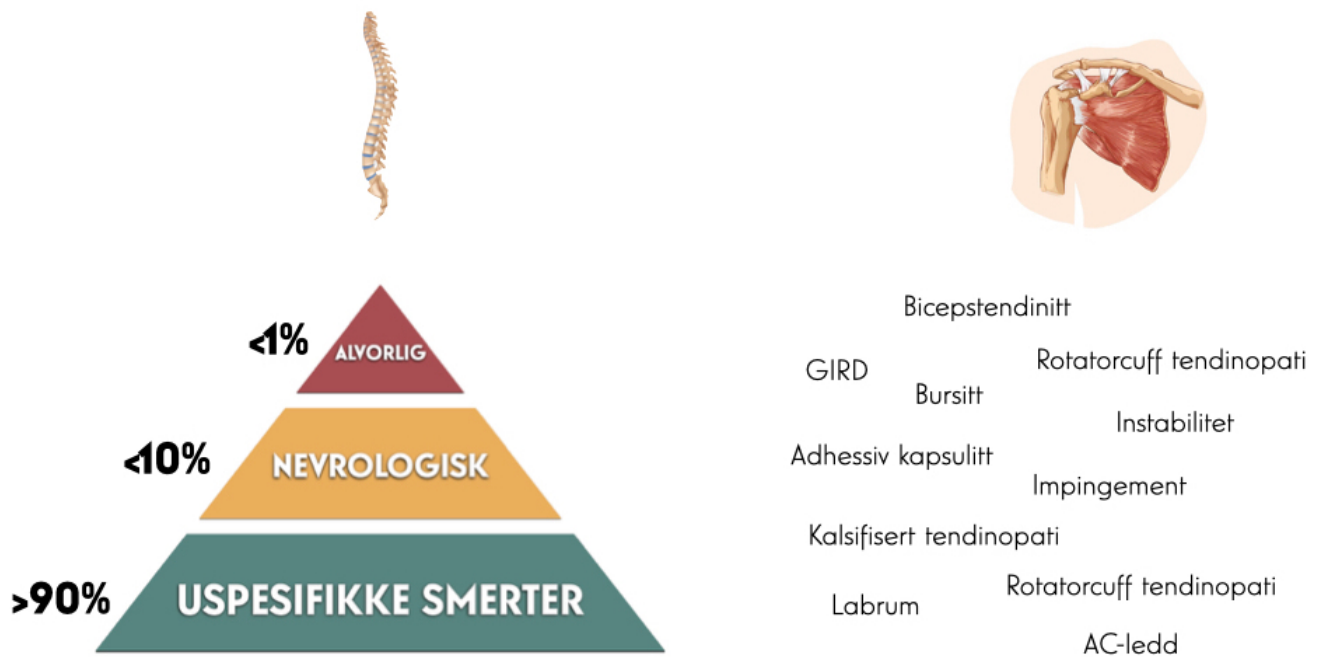 <1%
ALVORLIG
<10%
NEVROLOGISK
>90%
USPESIFIKKE SMERTER
Bicepstendinitt
Rotatorcuff tendinopati
GIRD
Bursitt
Instabilitet
Adhessiv kapsulitt
Impingement
Kalsifisert tendinopati
Rotatorcuff tendinopati
Labrum
AC-ledd